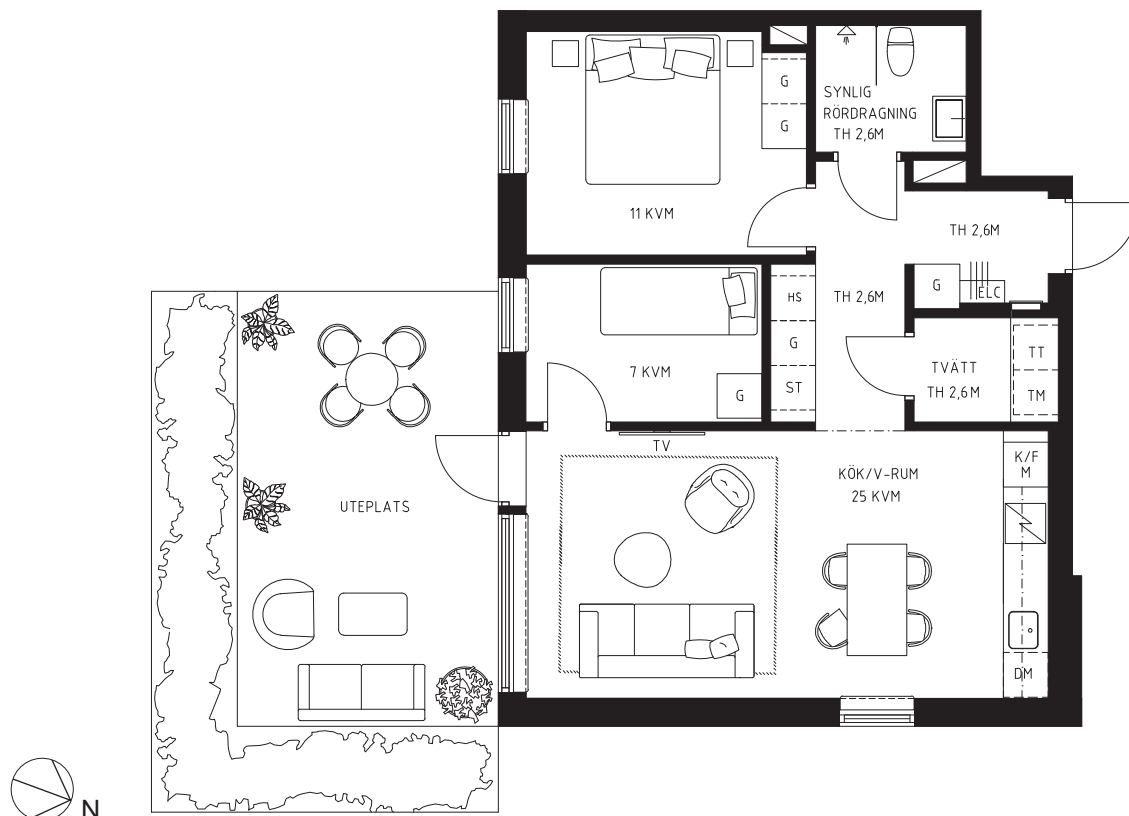 G
G
SYNLIG
RÖRDRAGNING
TH 2,6M
11 KVM
TH 2,6M
G
ELC
HS
TH 2,6M
G
ST
7 KVM
G
TVÄTT
TH 2,6M
TT
TM
TV
KÖK/V-RUM
25 KVM
K/F
M
UTEPLATS
DM
N